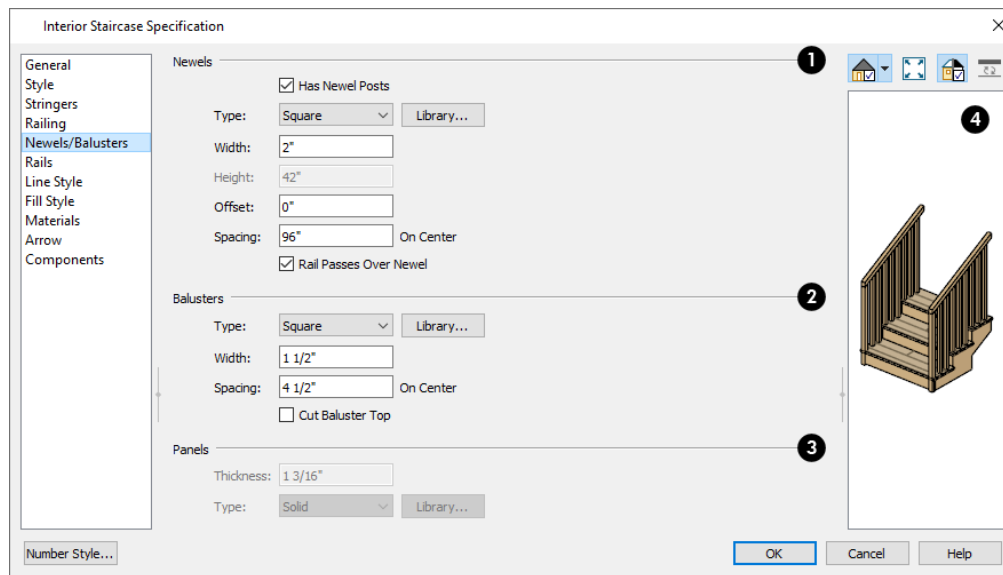 Interior Staircase Specification
General
Style
Stringers
Railing
Newels/Balusters
Rails
Line Style
Fill Style
Materials
Arrow
Components
Newels
1
Has Newel Posts
Type: Square Library...
Width: 2"
Height: 42"
Offset: 0"
Spacing: 96" On Center
Rail Passes Over Newel
Balusters
2
Type: Square Library...
Width: 1 1/2"
Spacing: 4 1/2" On Center
Cut Baluster Top
Panels
3
Thickness: 1 3/16"
Type: Solid Library...
4
Number Style...
OK
Cancel
Help